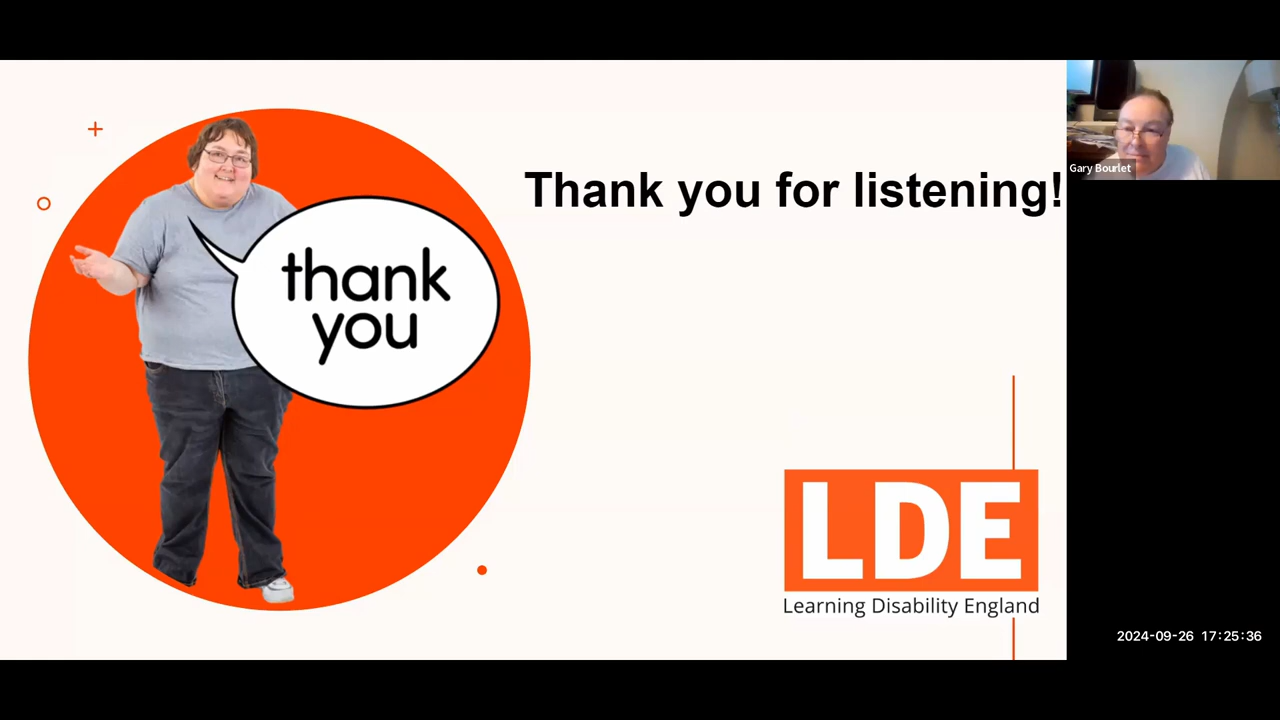 Thank you for listening!
thank
you
LDE
Learning Disability England
Gary Bourlet
2024-09-26 17:25:36